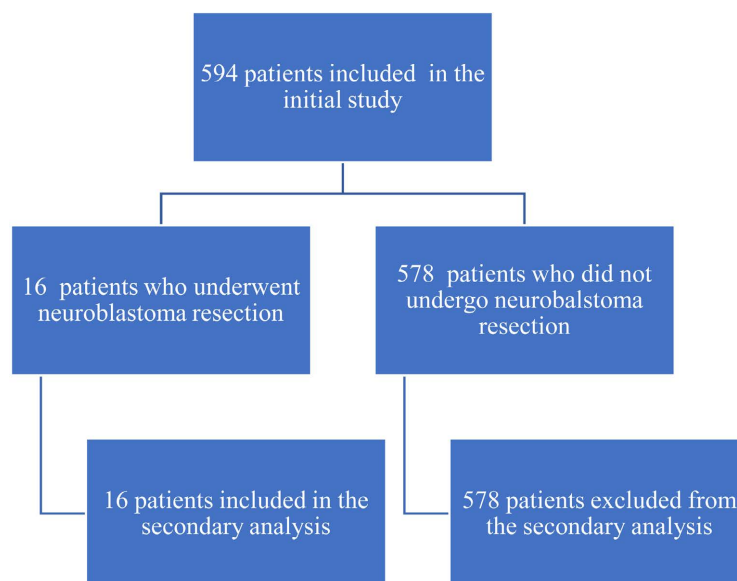 594 patients included in the
initial study
16 patients who underwent
neuroblastoma resection
578 patients who did not
undergo neurobalstoma
resection
16 patients included in the
secondary analysis
578 patients excluded from
the secondary analysis